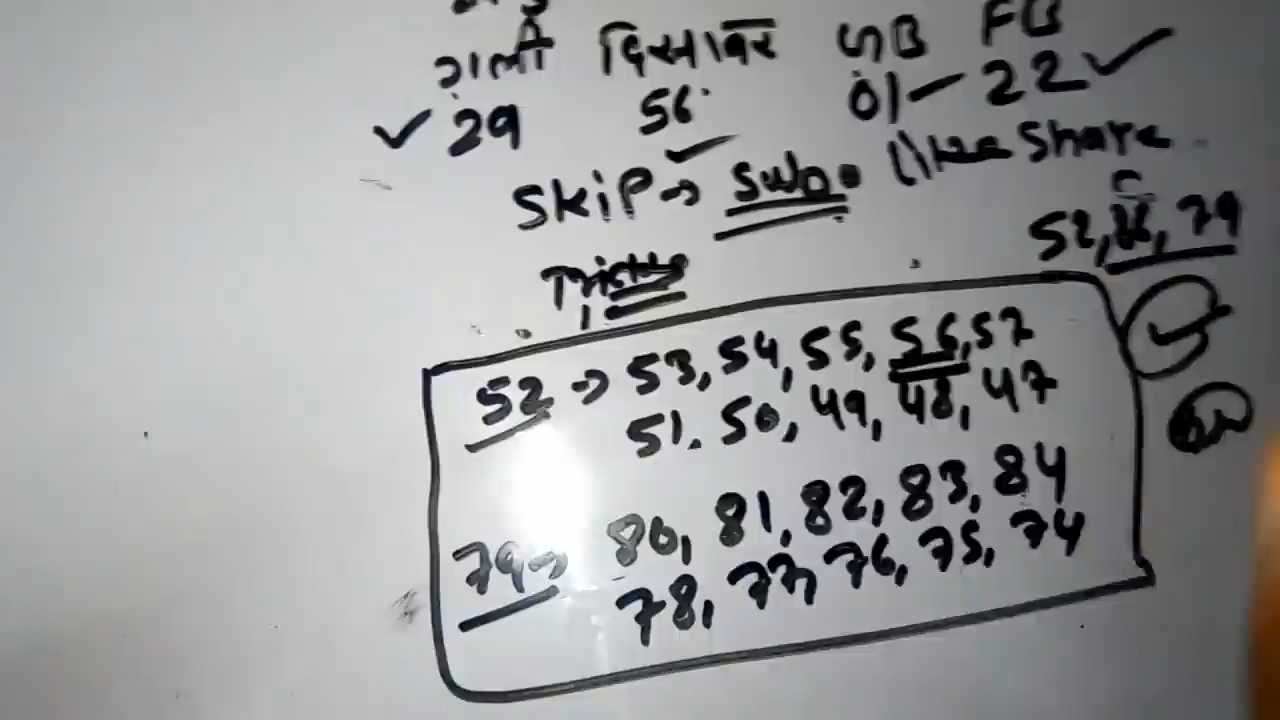 गली दिसावर GB FB
29 56 01-22
SKIP→ Sub. Like Share
52, 79
52→ 53, 54, 55, 56, 57
51. 50, 49, 48, 47
79→ 80, 81, 82, 83, 84
78, 77, 76, 75, 74